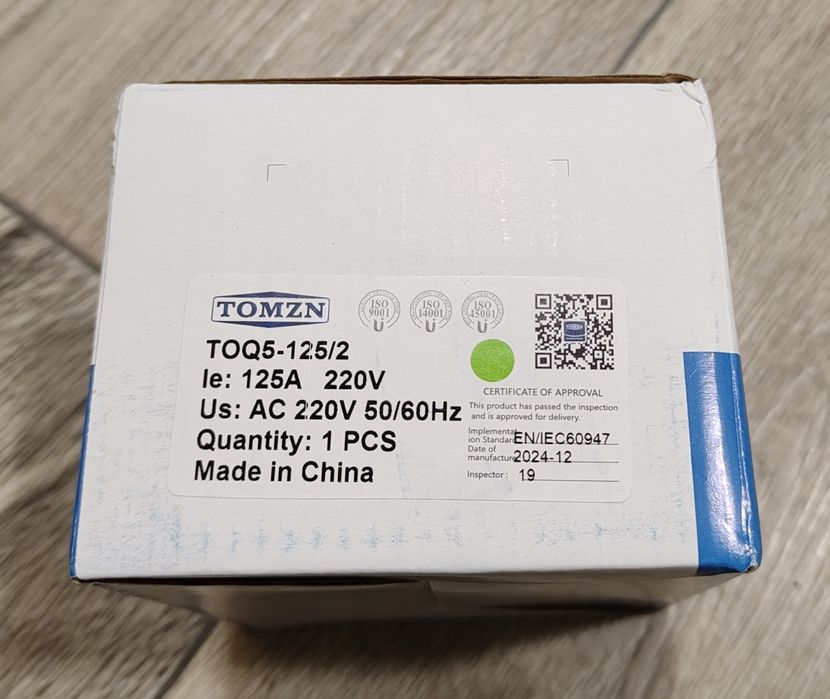 TOMZN
ISO 9001
ISO 14001
ISO 45001
TOQ5-125/2
Ie: 125A 220V
Us: AC 220V 50/60Hz
Quantity: 1 PCS
Made in China
CERTIFICATE OF APPROVAL
This product has passed the inspection
and is approved for delivery.
Implementat
ion Standard EN/IEC60947
Date of
manufacture 2024-12
Inspector: 19